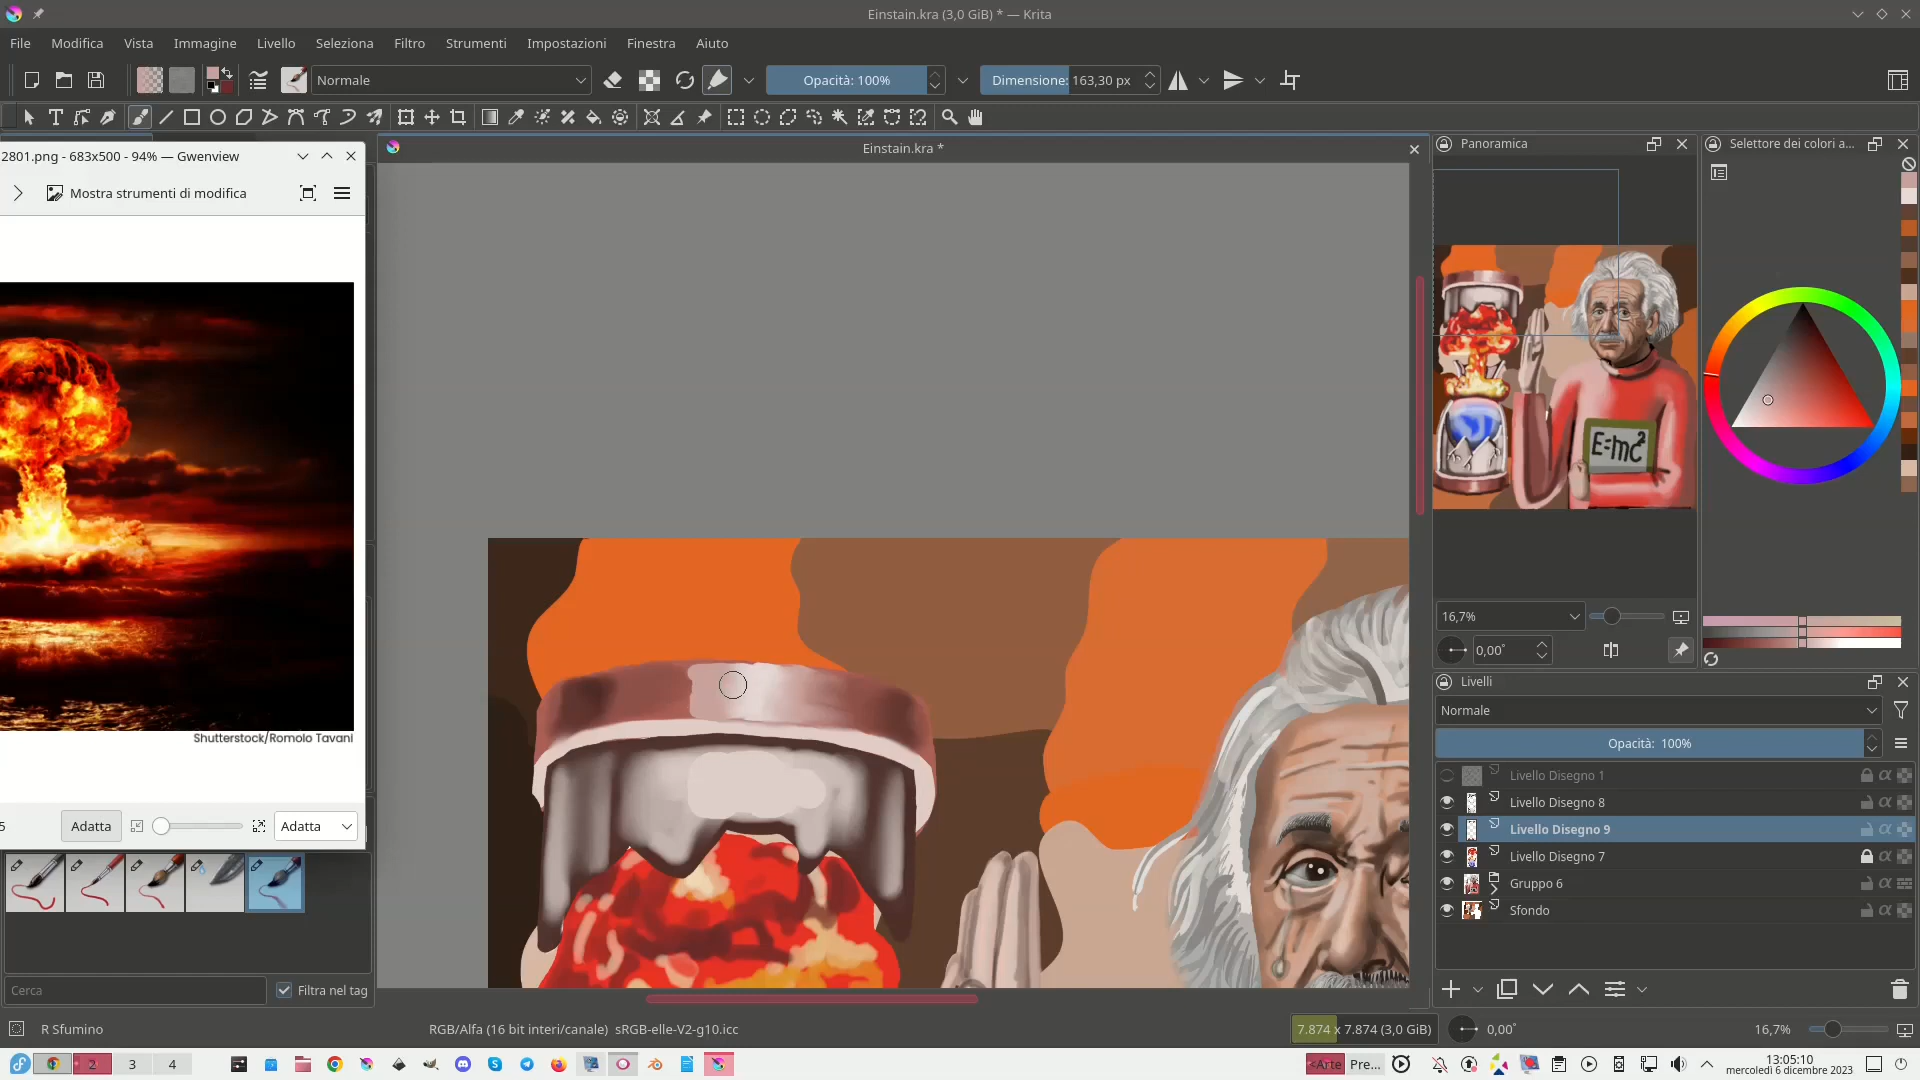 Einstain.kra (3,0 GiB) * — Krita
File Modifica Vista Immagine Livello Seleziona Filtro Strumenti Impostazioni Finestra Aiuto
Normale Opacità: 100% Dimensione: 163,30 px
2801.png - 683x500 - 94% — Gwenview
Mostra strumenti di modifica
Shutterstock/Romolo Tavani
5 Adatta Adatta
Cerca Filtra nel tag
Einstain.kra *
Panoramica
Selettore dei colori a...
E=mc²
16,7%
0,00°
Livelli
Normale
Opacità: 100%
Livello Disegno 1
Livello Disegno 8
Livello Disegno 9
Livello Disegno 7
Gruppo 6
Sfondo
R Sfumino RGB/Alfa (16 bit interi/canale) sRGB-elle-V2-g10.icc 7.874 x 7.874 (3,0 GiB) 0,00° 16,7%
2 3 4 <Arte Pre... 13:05:10
mercoledì 6 dicembre 2023